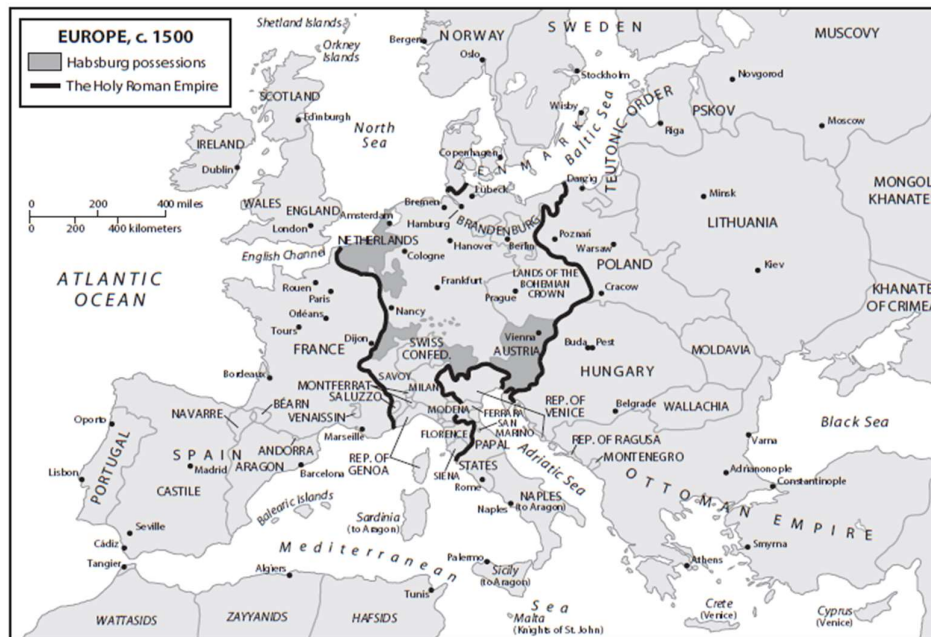 EUROPE, c. 1500
Habsburg possessions
The Holy Roman Empire
Shetland Islands
Orkney
Islands
Bergen
NORWAY
Oslo
SWEDEN
Stockholm
MUSCOVY
Novgorod
Moscow
SCOTLAND
Edinburgh
North
Sea
Wisby
Baltic Sea
TEUTONIC ORDER
PSKOV
Riga
IRELAND
Dublin
Copenhagen
DENMARK
Danzig
Minsk
MONGOL
KHANATE
LITHUANIA
0 200 400 miles
0 200 400 kilometers
WALES
ENGLAND
London
Amsterdam
Bremen
Lübeck
Hamburg
BRANDENBURG
Hanover
Berlin
Poznań
Warsaw
POLAND
Kiev
English Channel
NETHERLANDS
Cologne
Frankfurt
LANDS OF THE
BOHEMIAN
CROWN
Prague
Cracow
KHANATE
OF CRIMEA
ATLANTIC
OCEAN
Rouen
Paris
Orléans
Tours
Nancy
Dijon
FRANCE
SWISS
CONFED.
Vienna
AUSTRIA
Buda
Pest
HUNGARY
MOLDAVIA
Bordeaux
SAVOY
MONTFERRAT
SALUZZO
MILAN
REP. OF
VENICE
Belgrade
WALLACHIA
Black Sea
NAVARRE
BÉARN
VENAISSIN
MODENA
FERRARA
SAN
MARINO
Oporto
ANDORRA
Marseille
FLORENCE
PAPAL
STATES
REP. OF RAGUSA
MONTENEGRO
Varna
PORTUGAL
SPAIN
Madrid
ARAGON
Barcelona
REP. OF
GENOA
SIENA
Rome
Adriatic Sea
Adrianonople
Constantinople
Lisbon
CASTILE
Balearic Islands
Sardinia
(to Aragon)
Naples
NAPLES
(to Aragon)
OTTOMAN EMPIRE
Seville
Cádiz
Tangier
Mediterranean
Sea
Palermo
Sicily
(to Aragon)
Smyrna
Athens
Algiers
Tunis
WATTASIDS
ZAYYANIDS
HAFSIDS
Malta
(Knights of St. John)
Crete
(Venice)
Cyprus
(Venice)